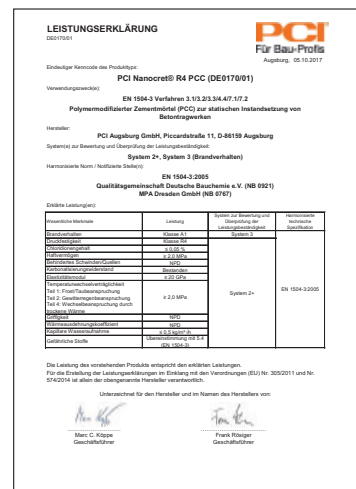 LEISTUNGSERKLÄRUNG
DE0170/01
PCI
Für Bau-Profis
Augsburg, 05.10.2017
Eindeutiger Kenncode des Produkttyps:
PCI Nanocret® R4 PCC (DE0170/01)
Verwendungszweck(e):
EN 1504-3 Verfahren 3.1/3.2/3.3/4.4/7.1/7.2
Polymermodifizierter Zementmörtel (PCC) zur statischen Instandsetzung von
Betontragwerken
Hersteller:
PCI Augsburg GmbH, Piccardstraße 11, D-86159 Augsburg
System(e) zur Bewertung und Überprüfung der Leistungsbeständigkeit:
System 2+, System 3 (Brandverhalten)
Harmonisierte Norm / Notifizierte Stelle(n):
EN 1504-3:2005
Qualitätsgemeinschaft Deutsche Bauchemie e.V. (NB 0921)
MPA Dresden GmbH (NB 0767)
Erklärte Leistung(en):
Wesentliche Merkmale Leistung System zur Bewertung und Überprüfung der Leistungsbeständigkeit Harmonisierte technische Spezifikation
Brandverhalten Klasse A1 System 3
Druckfestigkeit Klasse R4
Chloridionengehalt ≤ 0,05 %
Haftvermögen ≥ 2,0 MPa
Behindertes Schwinden/Quellen NPD
Karbonatisierungswiderstand Bestanden
Elastizitätsmodul ≥ 20 GPa
Temperaturwechselverträglichkeit
Teil 1: Frost/Taubeanspruchung
Teil 2: Gewitterregenbeanspruchung
Teil 4: Wechselbeanspruchung durch
trockene Wärme
≥ 2,0 MPa
System 2+
EN 1504-3:2005
Griffigkeit NPD
Wärmeausdehnungskoeffizient NPD
Kapillare Wasseraufnahme ≤ 0,5 kg/m² √h
Gefährliche Stoffe Übereinstimmung mit 5.4 (EN 1504-3)
Die Leistung des vorstehenden Produkts entspricht den erklärten Leistungen.
Für die Erstellung der Leistungserklärungen im Einklang mit den Verordnungen (EU) Nr. 305/2011 und Nr.
574/2014 ist allein der obengenannte Hersteller verantwortlich.
Unterzeichnet für den Hersteller und im Namen des Herstellers von:
Marc C. Köppe
Geschäftsführer
Frank Rösiger
Geschäftsführer